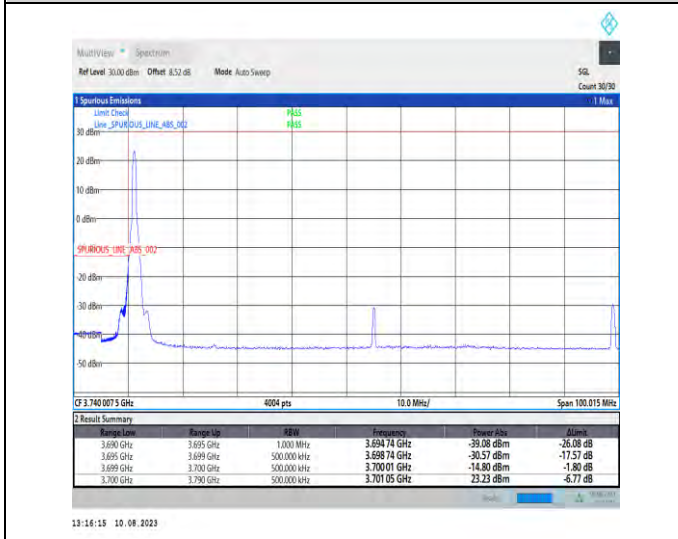 MultiView Spectrum
Ref Level 30.00 dBm Offset 8.52 dB Mode Auto Sweep SGL
Count 30/30
1 Spurious Emissions 1 Max
Limit Check PASS
Line _SPURIOUS_LINE_ABS_002 PASS
30 dBm
20 dBm
10 dBm
0 dBm
SPURIOUS_LINE_ABS_002
-20 dBm
-30 dBm
-40 dBm
-50 dBm
CF 3.740 007 5 GHz 4004 pts 10.0 MHz/ Span 100.015 MHz
2 Result Summary
Range Low Range Up RBW Frequency Power Abs ΔLimit
3.690 GHz 3.695 GHz 1.000 MHz 3.694 74 GHz -39.08 dBm -26.08 dB
3.695 GHz 3.699 GHz 500.000 kHz 3.698 74 GHz -30.57 dBm -17.57 dB
3.699 GHz 3.700 GHz 500.000 kHz 3.700 01 GHz -14.80 dBm -1.80 dB
3.700 GHz 3.790 GHz 500.000 kHz 3.701 05 GHz 23.23 dBm -6.77 dB
13:16:15 10.08.2023